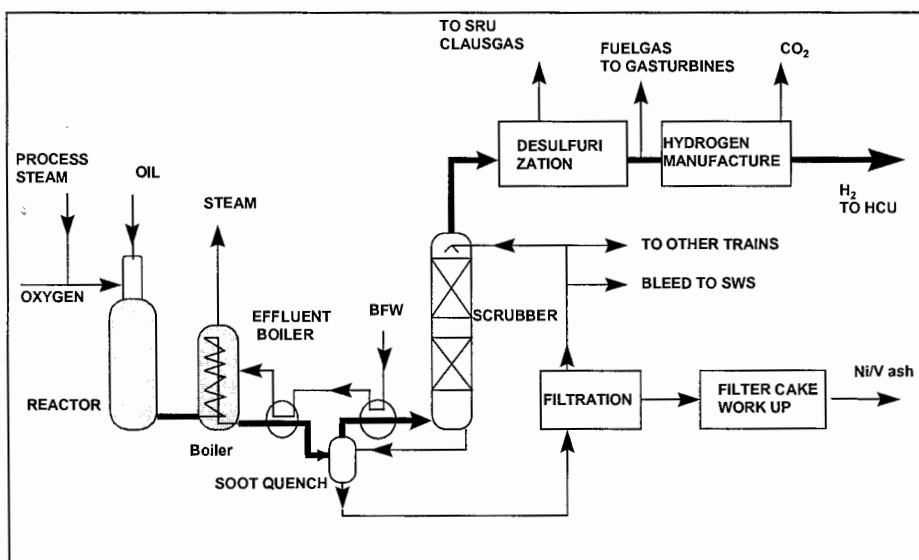 TO SRU
CLAUSGAS
FUELGAS
TO GASTURBINES
CO2
DESULFURI
ZATION
HYDROGEN
MANUFACTURE
PROCESS
STEAM
OIL
STEAM
H2
TO HCU
TO OTHER TRAINS
BLEED TO SWS
OXYGEN
EFFLUENT
BOILER
BFW
SCRUBBER
REACTOR
FILTRATION
FILTER CAKE
WORK UP
Ni/V ash
Boiler
SOOT QUENCH